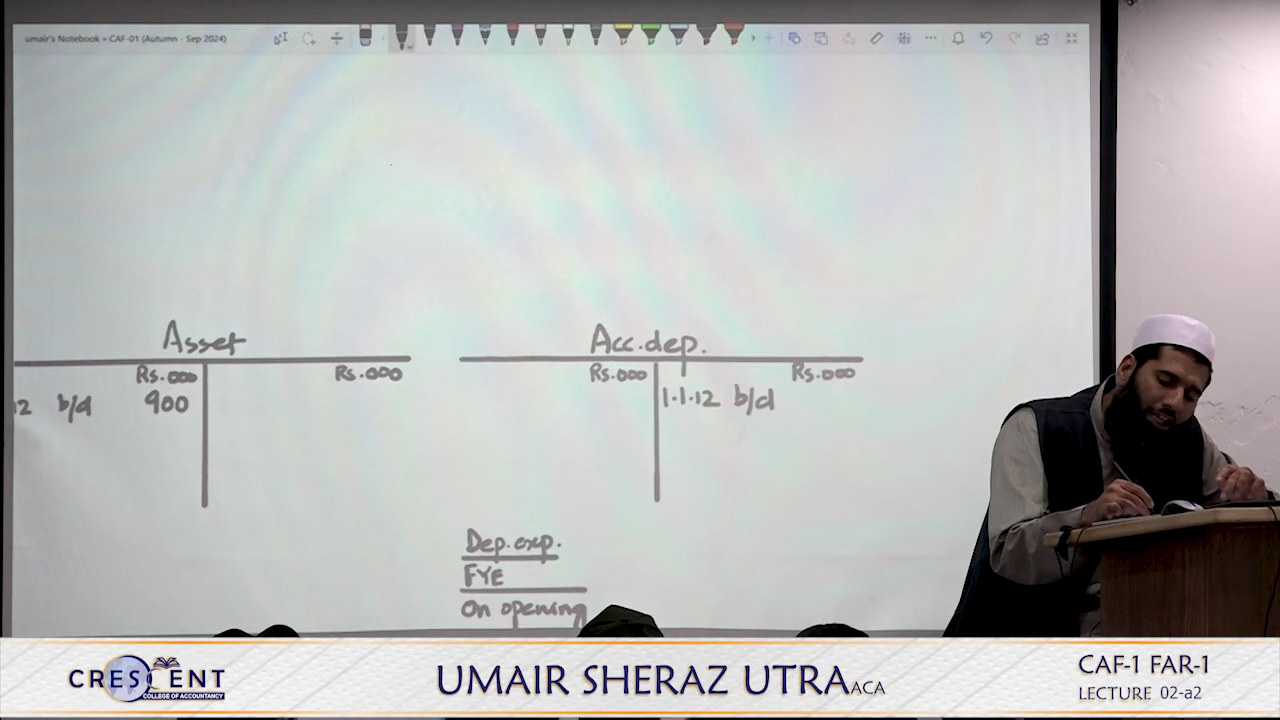 umair's Notebook » CAF-01 (Autumn - Sep 2024)
Asset
Rs.000 Rs.000
12 b/d 900
Acc.dep.
Rs.000 Rs.000
1.1.12 b/d
Dep.exp.
FYE
On opening
CRESCENT
COLLEGE OF ACCOUNTANCY
UMAIR SHERAZ UTRA ACA
CAF-1 FAR-1
LECTURE 02-a2